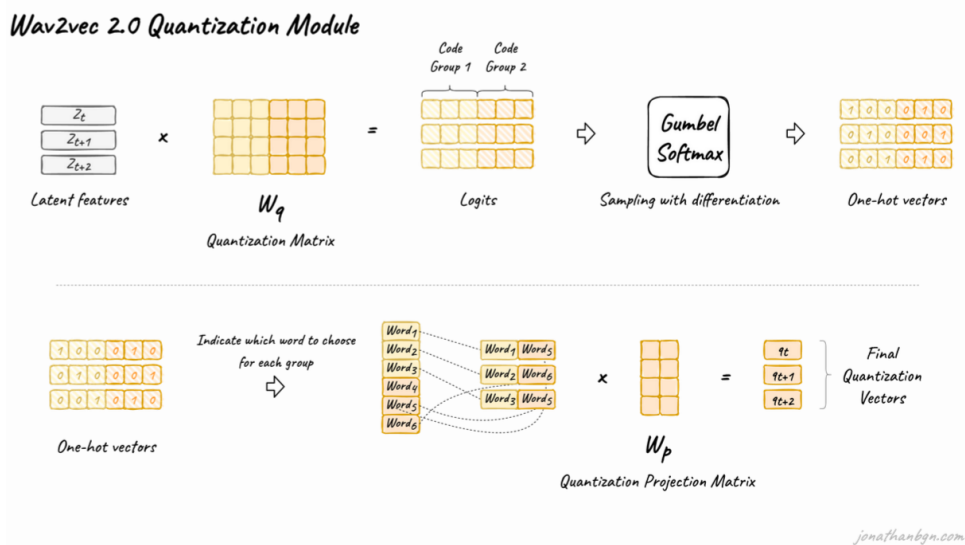 Wav2vec 2.0 Quantization Module
Code Group 1
Code Group 2
Zt
Zt+1
Zt+2
x
=
Gumbel
Softmax
1 0 0 0 1 0
0 1 0 0 0 1
0 0 1 0 1 0
Latent features
Wq
Quantization Matrix
Logits
Sampling with differentiation
One-hot vectors
1 0 0 0 1 0
0 1 0 0 0 1
0 0 1 0 1 0
One-hot vectors
Indicate which word to choose
for each group
Word1
Word2
Word3
Word4
Word5
Word6
Word1 Word5
Word2 Word6
Word3 Word5
x
Wp
Quantization Projection Matrix
=
qt
qt+1
qt+2
Final
Quantization
Vectors
jonathanbgn.com